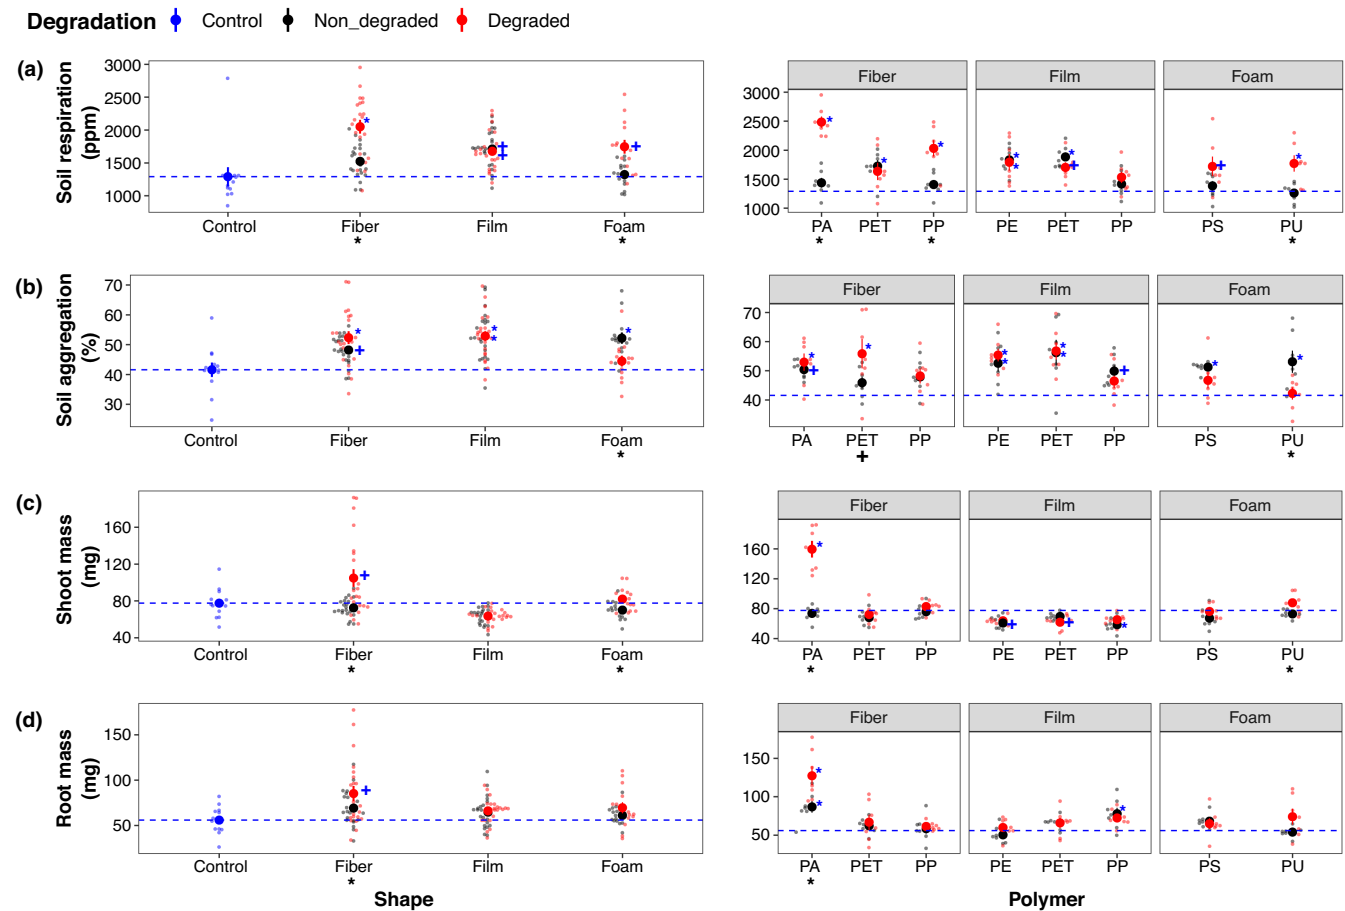 Degradation Control Non_degraded Degraded
(a)
Soil respiration
(ppm)
3000
2500
2000
1500
1000
Control Fiber Film Foam
* *
Fiber Film Foam
3000
2500
2000
1500
1000
PA PET PP PE PET PP PS PU
* * *
(b)
Soil aggregation
(%)
70
60
50
40
30
Control Fiber Film Foam
*
Fiber Film Foam
70
60
50
40
PA PET PP PE PET PP PS PU
+ *
(c)
Shoot mass
(mg)
160
120
80
40
Control Fiber Film Foam
* *
Fiber Film Foam
160
120
80
40
PA PET PP PE PET PP PS PU
* *
(d)
Root mass
(mg)
150
100
50
Control Fiber Film Foam
*
Shape
Fiber Film Foam
150
100
50
PA PET PP PE PET PP PS PU
*
Polymer